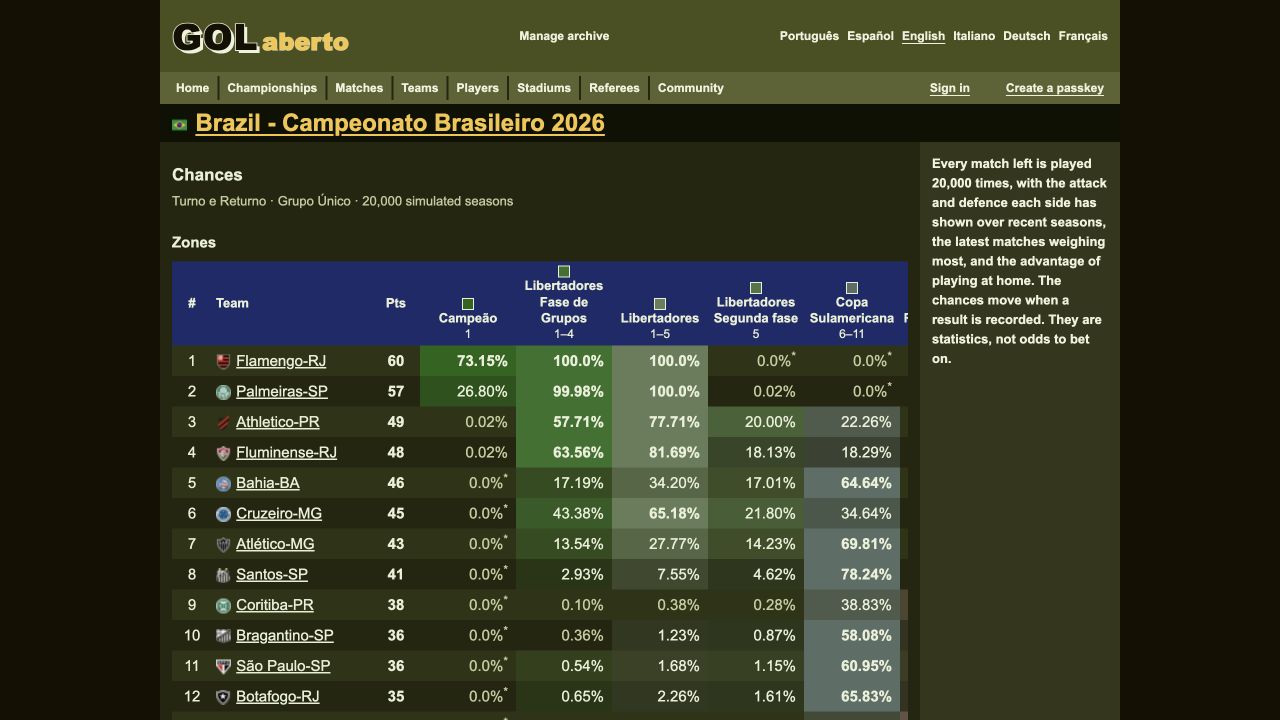 GOL aberto
Manage archive
Português Español English Italiano Deutsch Français
Home Championships Matches Teams Players Stadiums Referees Community
Sign in Create a passkey
Brazil - Campeonato Brasileiro 2026
Chances
Turno e Returno · Grupo Único · 20,000 simulated seasons
Zones
# Team Pts Campeão 1 Libertadores Fase de Grupos 1–4 Libertadores 1–5 Libertadores Segunda fase 5 Copa Sulamericana 6–11
1 Flamengo-RJ 60 73.15% 100.0% 100.0% 0.0%* 0.0%*
2 Palmeiras-SP 57 26.80% 99.98% 100.0% 0.02% 0.0%*
3 Athletico-PR 49 0.02% 57.71% 77.71% 20.00% 22.26%
4 Fluminense-RJ 48 0.02% 63.56% 81.69% 18.13% 18.29%
5 Bahia-BA 46 0.0%* 17.19% 34.20% 17.01% 64.64%
6 Cruzeiro-MG 45 0.0%* 43.38% 65.18% 21.80% 34.64%
7 Atlético-MG 43 0.0%* 13.54% 27.77% 14.23% 69.81%
8 Santos-SP 41 0.0%* 2.93% 7.55% 4.62% 78.24%
9 Coritiba-PR 38 0.0%* 0.10% 0.38% 0.28% 38.83%
10 Bragantino-SP 36 0.0%* 0.36% 1.23% 0.87% 58.08%
11 São Paulo-SP 36 0.0%* 0.54% 1.68% 1.15% 60.95%
12 Botafogo-RJ 35 0.0%* 0.65% 2.26% 1.61% 65.83%
Every match left is played
20,000 times, with the attack
and defence each side has
shown over recent seasons,
the latest matches weighing
most, and the advantage of
playing at home. The
chances move when a
result is recorded. They are
statistics, not odds to bet
on.